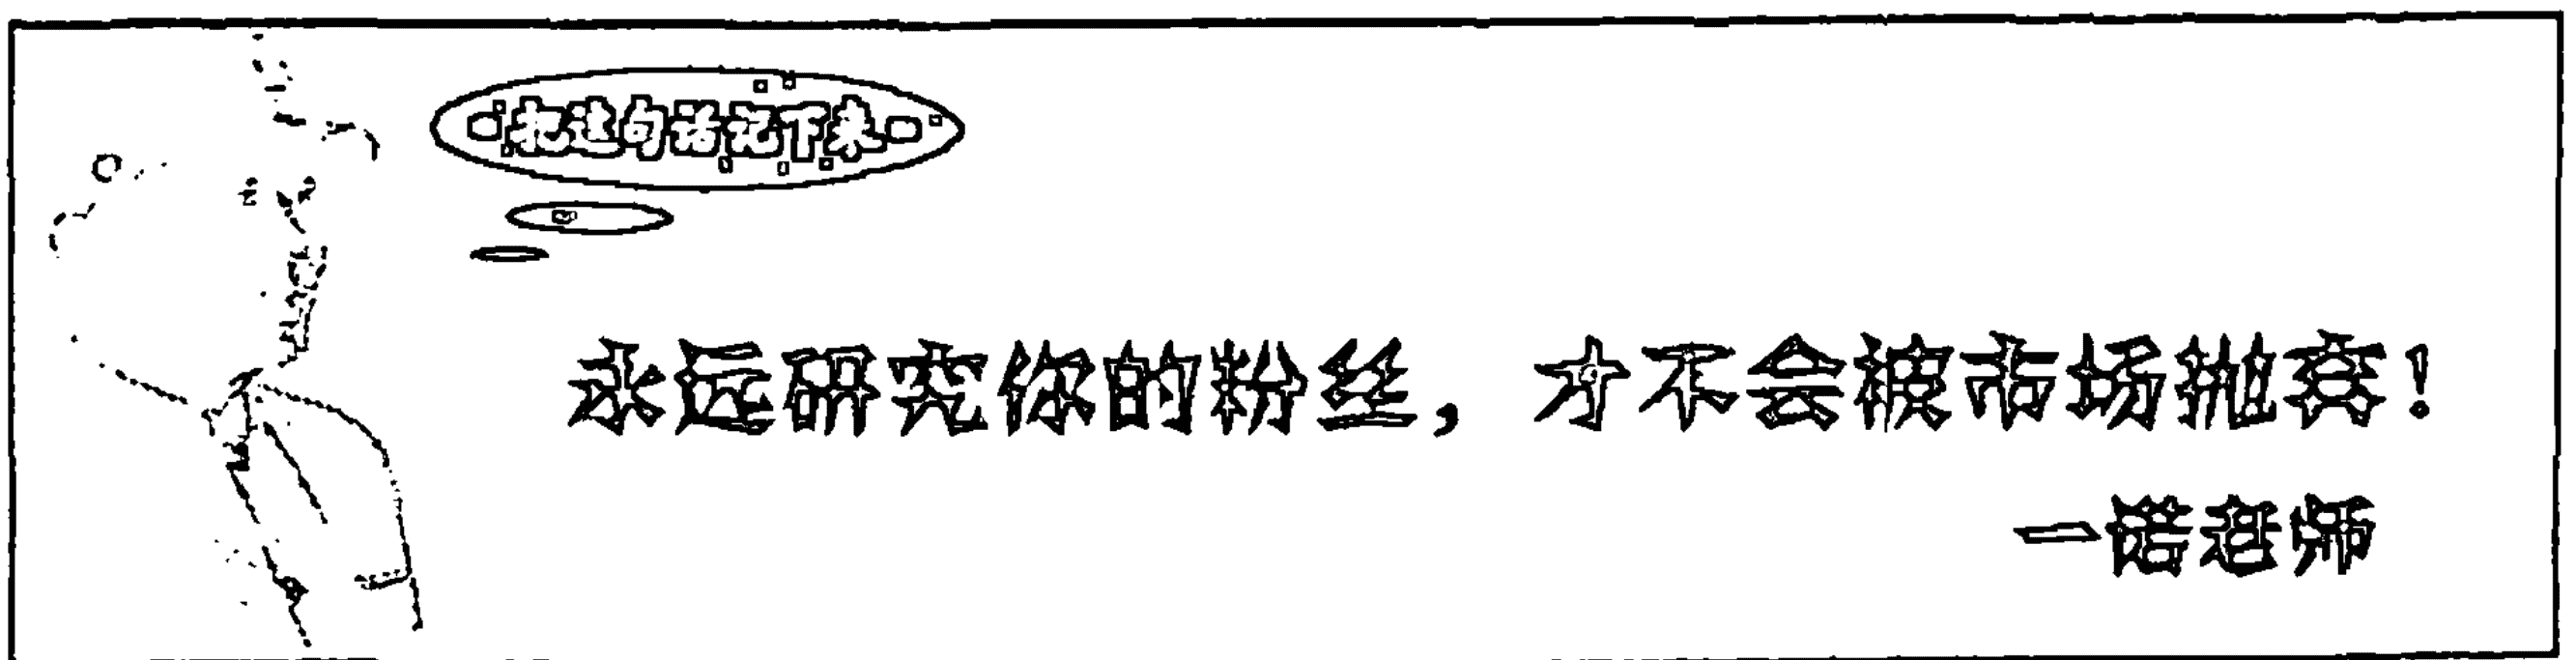 把这句话记下来
永远研究你的粉丝，才不会被市场抛弃！
一诺老师